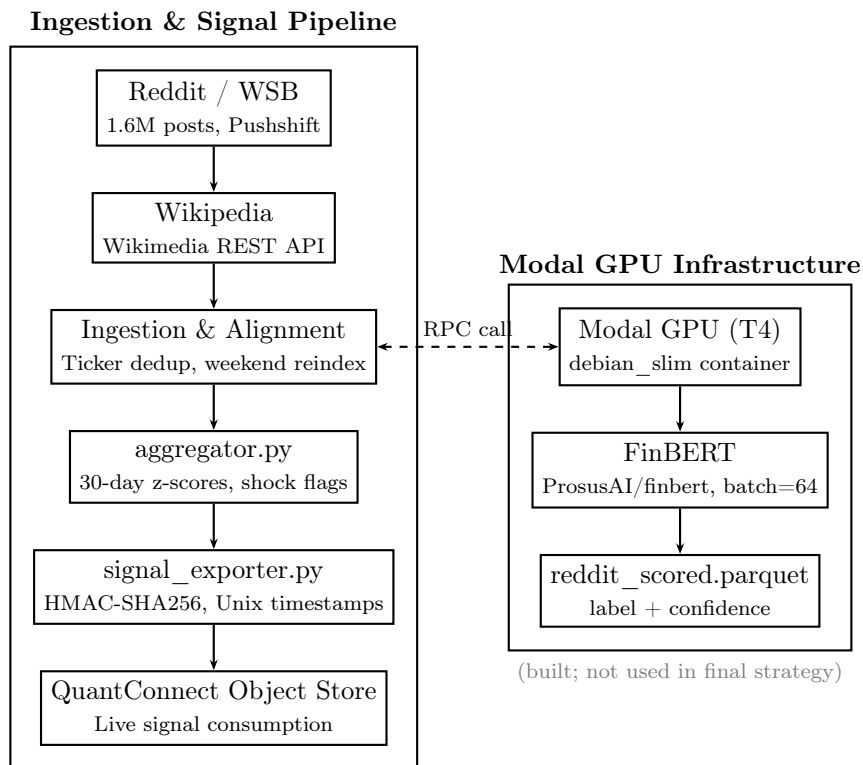 Ingestion & Signal Pipeline
Reddit / WSB
1.6M posts, Pushshift
Wikipedia
Wikimedia REST API
Ingestion & Alignment
Ticker dedup, weekend reindex
aggregator.py
30-day z-scores, shock flags
signal_exporter.py
HMAC-SHA256, Unix timestamps
QuantConnect Object Store
Live signal consumption
RPC call
Modal GPU Infrastructure
Modal GPU (T4)
debian_slim container
FinBERT
ProsusAI/finbert, batch=64
reddit_scored.parquet
label + confidence
(built; not used in final strategy)